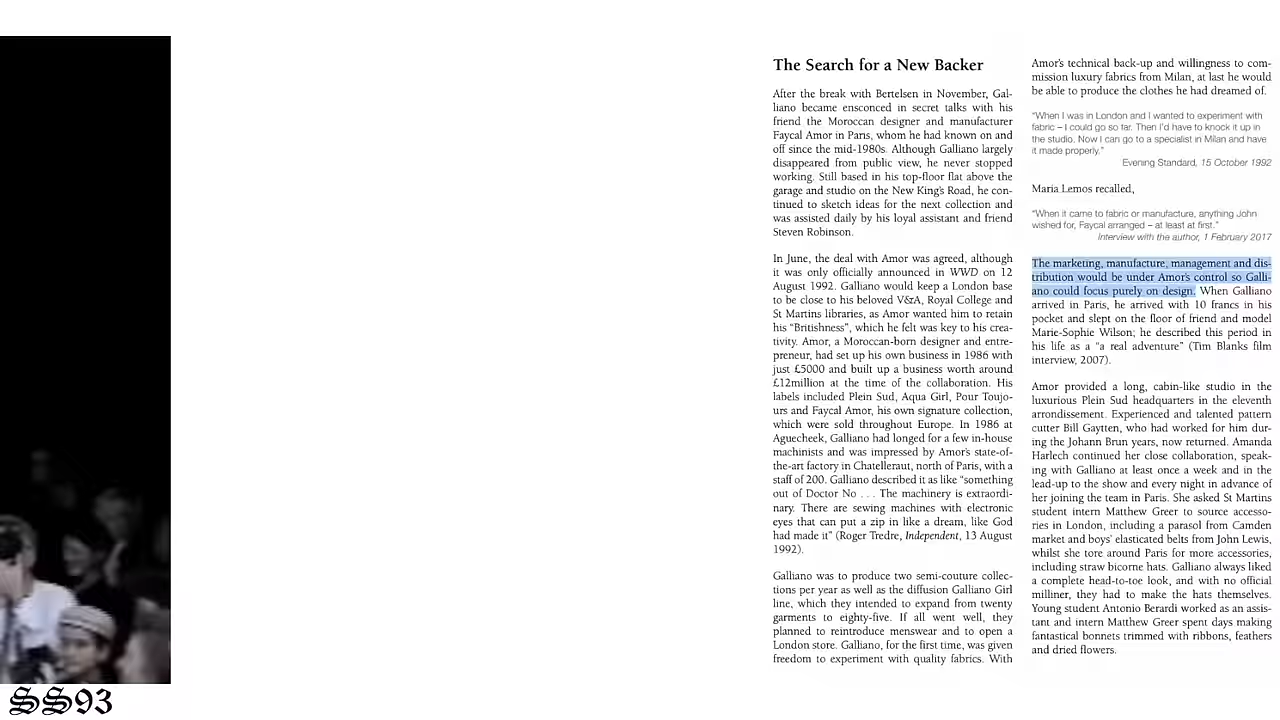 The Search for a New Backer
After the break with Bertelsen in November, Gal-
liano became ensconced in secret talks with his
friend the Moroccan designer and manufacturer
Faycal Amor in Paris, whom he had known on and
off since the mid-1980s. Although Galliano largely
disappeared from public view, he never stopped
working. Still based in his top-floor flat above the
garage and studio on the New King's Road, he con-
tinued to sketch ideas for the next collection and
was assisted daily by his loyal assistant and friend
Steven Robinson.
In June, the deal with Amor was agreed, although
it was only officially announced in WWD on 12
August 1992. Galliano would keep a London base
to be close to his beloved V&A, Royal College and
St Martins libraries, as Amor wanted him to retain
his "Britishness", which he felt was key to his crea-
tivity. Amor, a Moroccan-born designer and entre-
preneur, had set up his own business in 1986 with
just £5000 and built up a business worth around
£12million at the time of the collaboration. His
labels included Plein Sud, Aqua Girl, Pour Toujo-
urs and Faycal Amor, his own signature collection,
which were sold throughout Europe. In 1986 at
Aguecheek, Galliano had longed for a few in-house
machinists and was impressed by Amor's state-of-
the-art factory in Chatelleraut, north of Paris, with a
staff of 200. Galliano described it as like "something
out of Doctor No . . . The machinery is extraordi-
nary. There are sewing machines with electronic
eyes that can put a zip in like a dream, like God
had made it" (Roger Tredre, Independent, 13 August
1992).
Galliano was to produce two semi-couture collec-
tions per year as well as the diffusion Galliano Girl
line, which they intended to expand from twenty
garments to eighty-five. If all went well, they
planned to reintroduce menswear and to open a
London store. Galliano, for the first time, was given
freedom to experiment with quality fabrics. With
Amor's technical back-up and willingness to com-
mission luxury fabrics from Milan, at last he would
be able to produce the clothes he had dreamed of.
"When I was in London and I wanted to experiment with
fabric – I could go so far. Then I'd have to knock it up in
the studio. Now I can go to a specialist in Milan and have
it made properly."
Evening Standard, 15 October 1992
Maria Lemos recalled,
"When it came to fabric or manufacture, anything John
wished for, Faycal arranged – at least at first."
Interview with the author, 1 February 2017
The marketing, manufacture, management and dis-
tribution would be under Amor's control so Galli-
ano could focus purely on design. When Galliano
arrived in Paris, he arrived with 10 francs in his
pocket and slept on the floor of friend and model
Marie-Sophie Wilson; he described this period in
his life as a "a real adventure" (Tim Blanks film
interview, 2007).
Amor provided a long, cabin-like studio in the
luxurious Plein Sud headquarters in the eleventh
arrondissement. Experienced and talented pattern
cutter Bill Gaytten, who had worked for him dur-
ing the Johann Brun years, now returned. Amanda
Harlech continued her close collaboration, speak-
ing with Galliano at least once a week and in the
lead-up to the show and every night in advance of
her joining the team in Paris. She asked St Martins
student intern Matthew Greer to source accesso-
ries in London, including a parasol from Camden
market and boys' elasticated belts from John Lewis,
whilst she tore around Paris for more accessories,
including straw bicorne hats. Galliano always liked
a complete head-to-toe look, and with no official
milliner, they had to make the hats themselves.
Young student Antonio Berardi worked as an assis-
tant and intern Matthew Greer spent days making
fantastical bonnets trimmed with ribbons, feathers
and dried flowers.
SS93